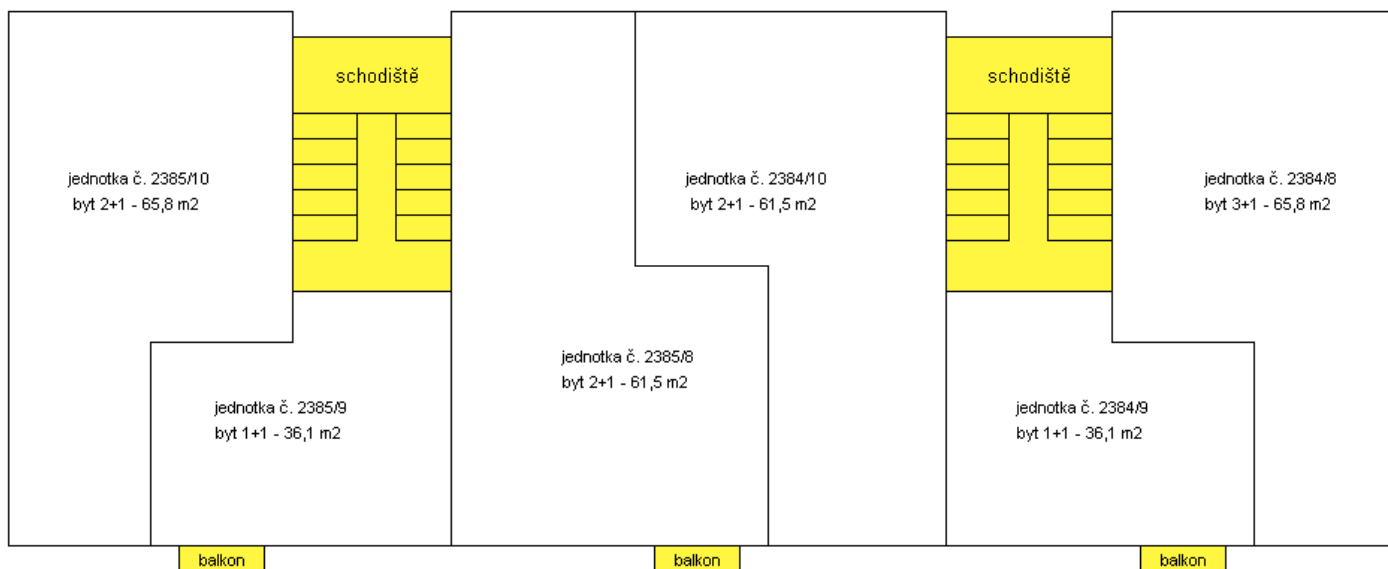 schodiště
schodiště
jednotka č. 2385/10
byt 2+1 - 65,8 m2
jednotka č. 2384/10
byt 2+1 - 61,5 m2
jednotka č. 2384/8
byt 3+1 - 65,8 m2
jednotka č. 2385/8
byt 2+1 - 61,5 m2
jednotka č. 2385/9
byt 1+1 - 36,1 m2
jednotka č. 2384/9
byt 1+1 - 36,1 m2
balkon
balkon
balkon